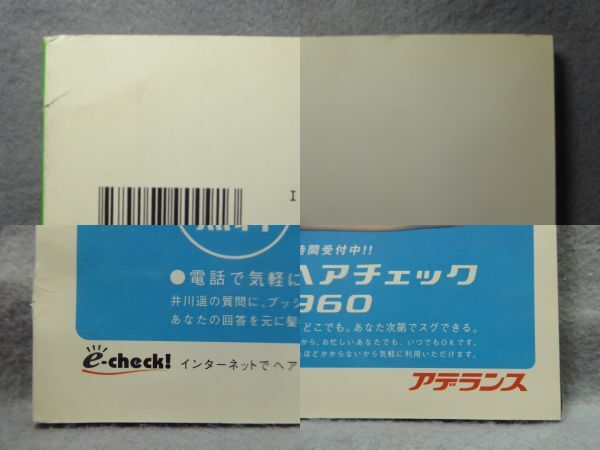 I
時間受付中!!
ヘアチェック
960
●電話で気軽に
井川遥の質問に、プッシ
あなたの回答を元に髪
どこでも。あなた次第でスグできる。
から、お忙しいあなたでも、いつでもOKです。
ほどかからないから気軽に利用いただけます。
e-check! インターネットでヘア
アデランス